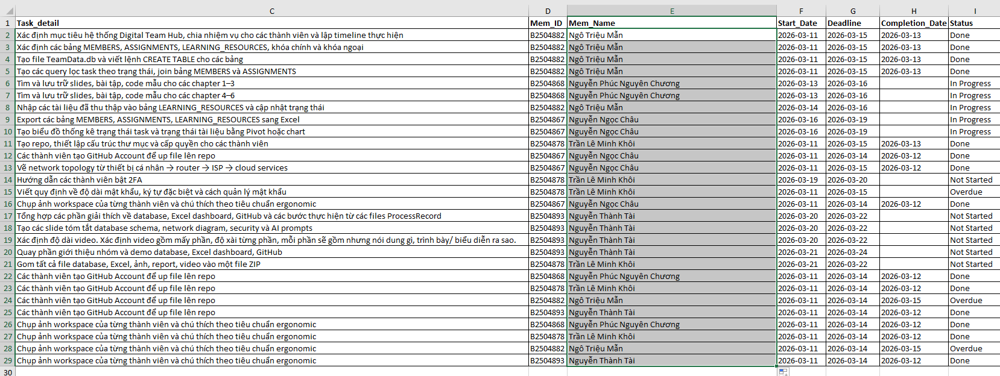 C D E F G H I
1 Task_detail Mem_ID Mem_Name Start_Date Deadline Completion_Date Status
2 Xác định mục tiêu hệ thống Digital Team Hub, chia nhiệm vụ cho các thành viên và lập timeline thực hiện B2504882 Ngô Triệu Mẫn 2026-03-11 2026-03-15 2026-03-13 Done
3 Xác định các bảng MEMBERS, ASSIGNMENTS, LEARNING_RESOURCES, khóa chính và khóa ngoại B2504882 Ngô Triệu Mẫn 2026-03-11 2026-03-15 2026-03-13 Done
4 Tạo file TeamData.db và viết lệnh CREATE TABLE cho các bảng B2504882 Ngô Triệu Mẫn 2026-03-11 2026-03-15 2026-03-13 Done
5 Tạo các query lọc task theo trạng thái, join bảng MEMBERS và ASSIGNMENTS B2504882 Ngô Triệu Mẫn 2026-03-11 2026-03-15 2026-03-13 Done
6 Tìm và lưu trữ slides, bài tập, code mẫu cho các chapter 1–3 B2504868 Nguyễn Phúc Nguyên Chương 2026-03-13 2026-03-16 In Progress
7 Tìm và lưu trữ slides, bài tập, code mẫu cho các chapter 4–6 B2504868 Nguyễn Phúc Nguyên Chương 2026-03-13 2026-03-16 In Progress
8 Nhập các tài liệu đã thu thập vào bảng LEARNING_RESOURCES và cập nhật trạng thái B2504882 Ngô Triệu Mẫn 2026-03-14 2026-03-16 In Progress
9 Export các bảng MEMBERS, ASSIGNMENTS, LEARNING_RESOURCES sang Excel B2504867 Nguyễn Ngọc Châu 2026-03-16 2026-03-19 In Progress
10 Tạo biểu đồ thống kê trạng thái task và trạng thái tài liệu bằng Pivot hoặc chart B2504867 Nguyễn Ngọc Châu 2026-03-16 2026-03-19 In Progress
11 Tạo repo, thiết lập cấu trúc thư mục và cấp quyền cho các thành viên B2504878 Trần Lê Minh Khôi 2026-03-11 2026-03-15 2026-03-13 Done
12 Các thành viên tạo GitHub Account để up file lên repo B2504867 Nguyễn Ngọc Châu 2026-03-11 2026-03-14 2026-03-12 Done
13 Vẽ network topology từ thiết bị cá nhân → router → ISP → cloud services B2504867 Nguyễn Ngọc Châu 2026-03-11 2026-03-15 2026-03-12 Done
14 Hướng dẫn các thành viên bật 2FA B2504878 Trần Lê Minh Khôi 2026-03-19 2026-03-20 Not Started
15 Viết quy định về độ dài mật khẩu, ký tự đặc biệt và cách quản lý mật khẩu B2504878 Trần Lê Minh Khôi 2026-03-11 2026-03-15 Overdue
16 Chụp ảnh workspace của từng thành viên và chú thích theo tiêu chuẩn ergonomic B2504867 Nguyễn Ngọc Châu 2026-03-11 2026-03-14 2026-03-12 Done
17 Tổng hợp các phần giải thích về database, Excel dashboard, GitHub và các bước thực hiện từ các files ProcessRecord B2504893 Nguyễn Thành Tài 2026-03-20 2026-03-22 Not Started
18 Tạo các slide tóm tắt database schema, network diagram, security và AI prompts B2504893 Nguyễn Thành Tài 2026-03-20 2026-03-22 Not Started
19 Xác định độ dài video. Xác định video gồm mấy phần, độ xài từng phần, mỗi phần sẽ gồm nhưng nói dung gì, trình bày/ biểu diễn ra sao. B2504893 Nguyễn Thành Tài 2026-03-20 2026-03-22 Not Started
20 Quay phần giới thiệu nhóm và demo database, Excel dashboard, GitHub B2504893 Nguyễn Thành Tài 2026-03-21 2026-03-24 Not Started
21 Gom tất cả file database, Excel, ảnh, report, video vào một file ZIP B2504878 Trần Lê Minh Khôi 2026-03-21 2026-03-22 Not Started
22 Các thành viên tạo GitHub Account để up file lên repo B2504868 Nguyễn Phúc Nguyên Chương 2026-03-11 2026-03-14 2026-03-12 Done
23 Các thành viên tạo GitHub Account để up file lên repo B2504878 Trần Lê Minh Khôi 2026-03-11 2026-03-14 2026-03-12 Done
24 Các thành viên tạo GitHub Account để up file lên repo B2504882 Ngô Triệu Mẫn 2026-03-11 2026-03-14 2026-03-15 Overdue
25 Các thành viên tạo GitHub Account để up file lên repo B2504893 Nguyễn Thành Tài 2026-03-11 2026-03-14 2026-03-12 Done
26 Chụp ảnh workspace của từng thành viên và chú thích theo tiêu chuẩn ergonomic B2504868 Nguyễn Phúc Nguyên Chương 2026-03-11 2026-03-14 2026-03-12 Done
27 Chụp ảnh workspace của từng thành viên và chú thích theo tiêu chuẩn ergonomic B2504878 Trần Lê Minh Khôi 2026-03-11 2026-03-14 2026-03-12 Done
28 Chụp ảnh workspace của từng thành viên và chú thích theo tiêu chuẩn ergonomic B2504882 Ngô Triệu Mẫn 2026-03-11 2026-03-14 2026-03-15 Overdue
29 Chụp ảnh workspace của từng thành viên và chú thích theo tiêu chuẩn ergonomic B2504893 Nguyễn Thành Tài 2026-03-11 2026-03-14 2026-03-12 Done
30